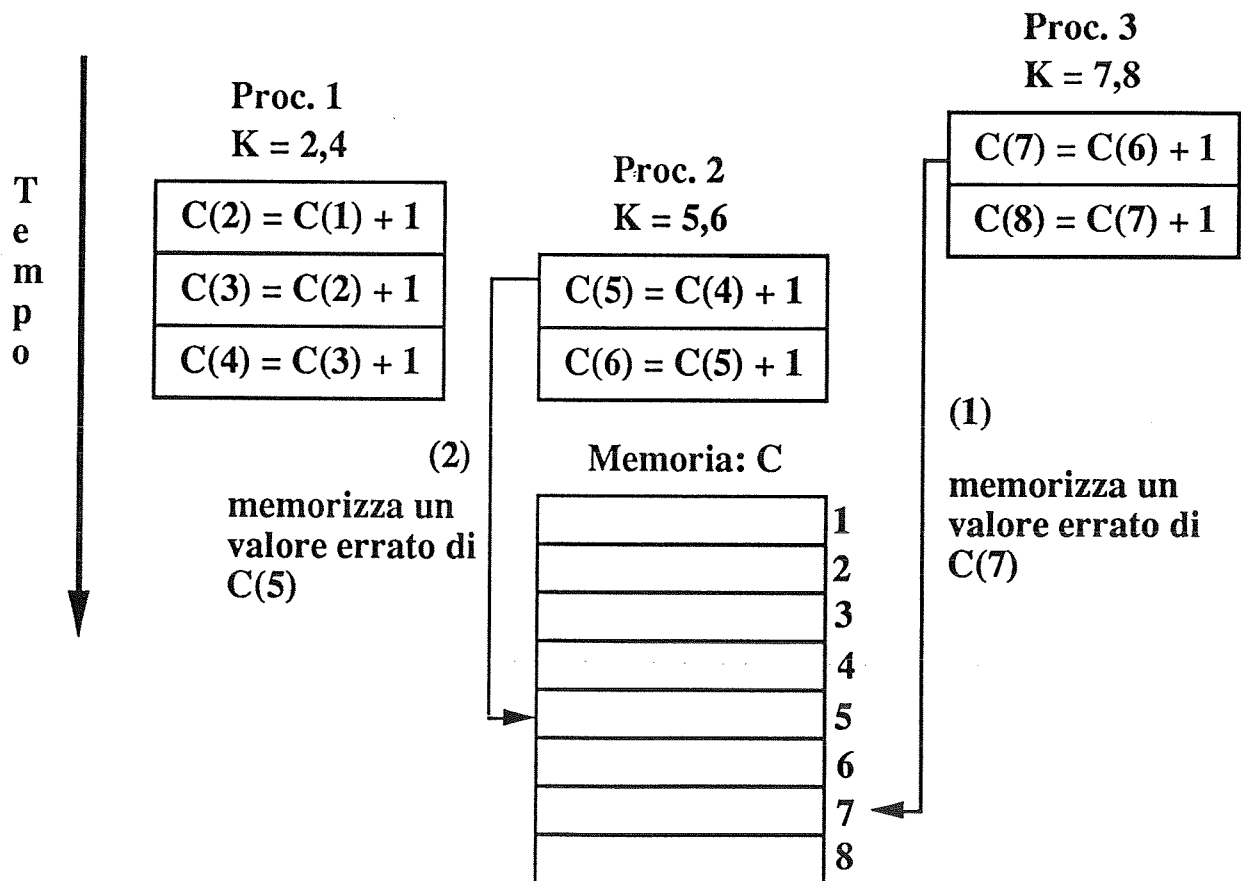 Tempo
Proc. 1
K = 2,4
C(2) = C(1) + 1
C(3) = C(2) + 1
C(4) = C(3) + 1
Proc. 2
K = 5,6
C(5) = C(4) + 1
C(6) = C(5) + 1
Proc. 3
K = 7,8
C(7) = C(6) + 1
C(8) = C(7) + 1
(2)
memorizza un
valore errato di
C(5)
Memoria: C
1
2
3
4
5
6
7
8
(1)
memorizza un
valore errato di
C(7)